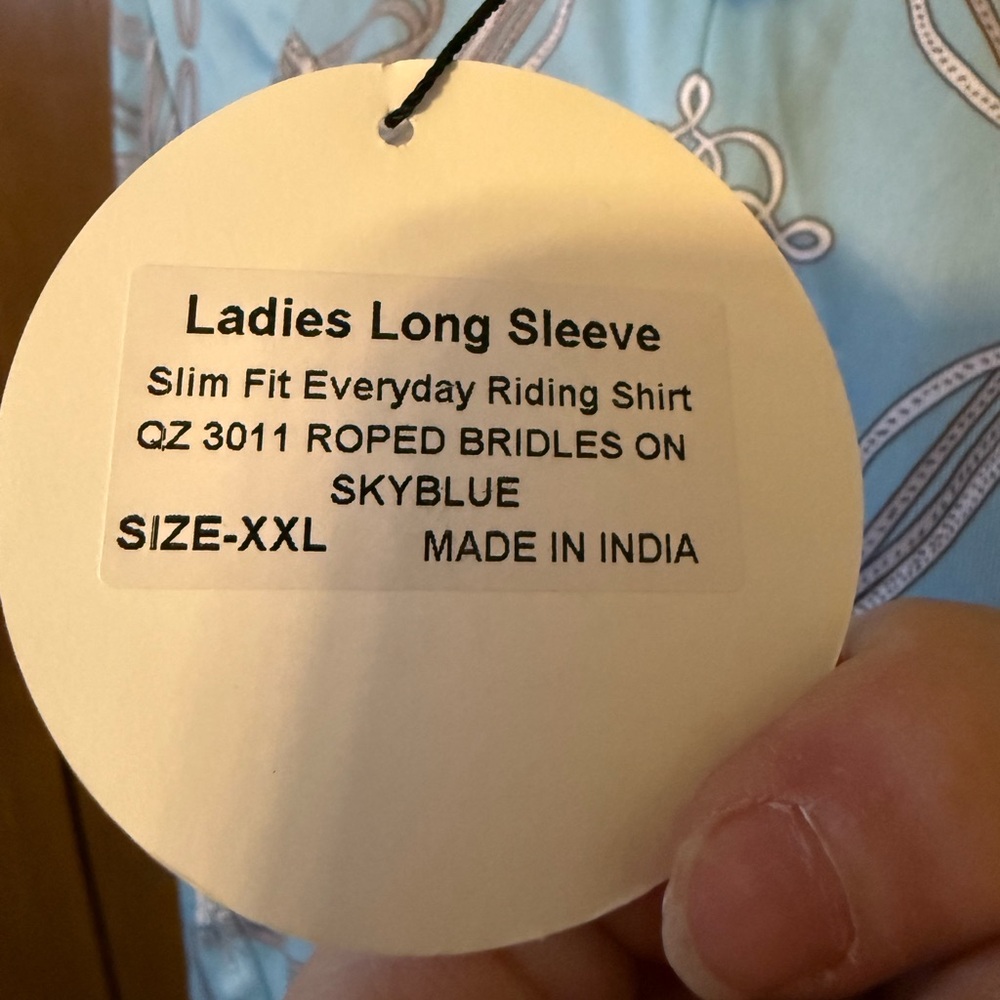 Ladies Long Sleeve
Slim Fit Everyday Riding Shirt
QZ 3011 ROPED BRIDLES ON
SKYBLUE
SIZE-XXL MADE IN INDIA